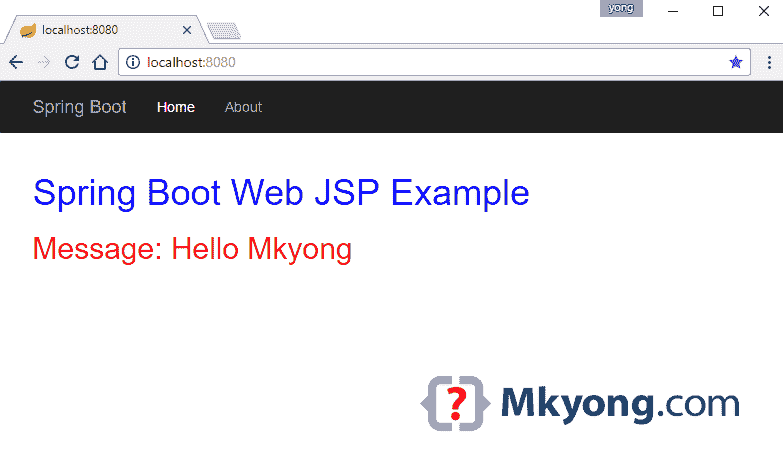 yong
localhost:8080
localhost:8080
Spring Boot Home About
Spring Boot Web JSP Example
Message: Hello Mkyong
{?} Mkyong.com